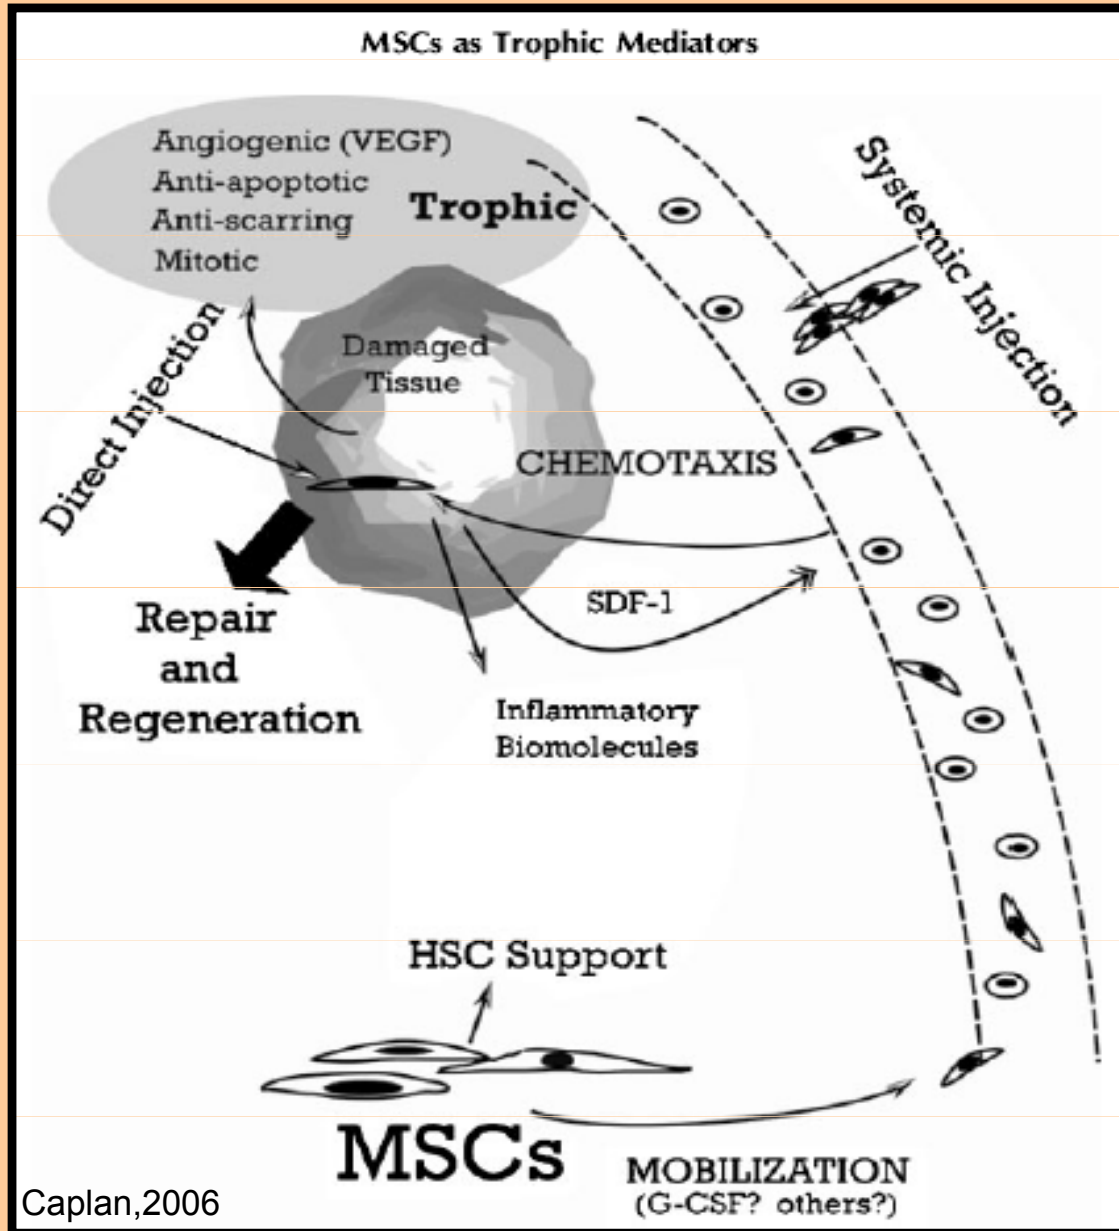 MSCs as Trophic Mediators
Angiogenic (VEGF)
Anti-apoptotic
Anti-scarring
Mitotic
Trophic
Systemic Injection
Direct Injection
Damaged
Tissue
CHEMOTAXIS
SDF-1
Repair
and
Regeneration
Inflammatory
Biomolecules
HSC Support
MSCs
MOBILIZATION
(G-CSF? others?)
Caplan,2006